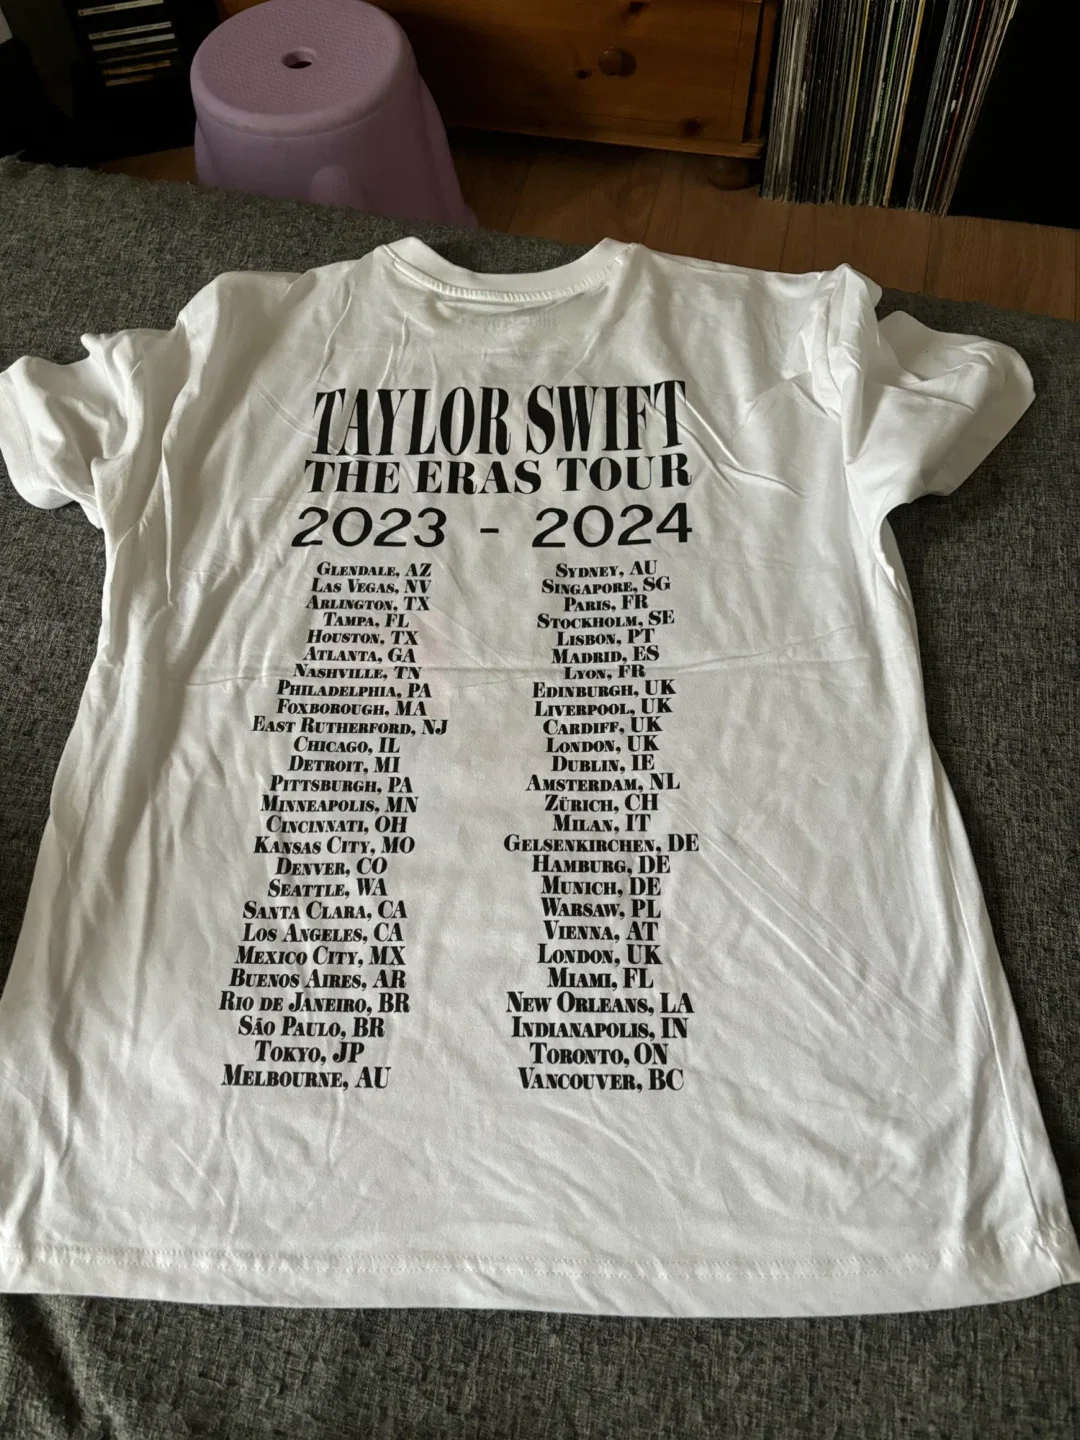 TAYLOR SWIFT
THE ERAS TOUR
2023 - 2024
GLENDALE, AZ
LAS VEGAS, NV
ARLINGTON, TX
TAMPA, FL
HOUSTON, TX
ATLANTA, GA
NASHVILLE, TN
PHILADELPHIA, PA
FOXBOROUGH, MA
EAST RUTHERFORD, NJ
CHICAGO, IL
DETROIT, MI
PITTSBURGH, PA
MINNEAPOLIS, MN
CINCINNATI, OH
KANSAS CITY, MO
DENVER, CO
SEATTLE, WA
SANTA CLARA, CA
LOS ANGELES, CA
MEXICO CITY, MX
BUENOS AIRES, AR
RIO DE JANEIRO, BR
SÃO PAULO, BR
TOKYO, JP
MELBOURNE, AU
SYDNEY, AU
SINGAPORE, SG
PARIS, FR
STOCKHOLM, SE
LISBON, PT
MADRID, ES
LYON, FR
EDINBURGH, UK
LIVERPOOL, UK
CARDIFF, UK
LONDON, UK
DUBLIN, IE
AMSTERDAM, NL
ZÜRICH, CH
MILAN, IT
GELSENKIRCHEN, DE
HAMBURG, DE
MUNICH, DE
WARSAW, PL
VIENNA, AT
LONDON, UK
MIAMI, FL
NEW ORLEANS, LA
INDIANAPOLIS, IN
TORONTO, ON
VANCOUVER, BC